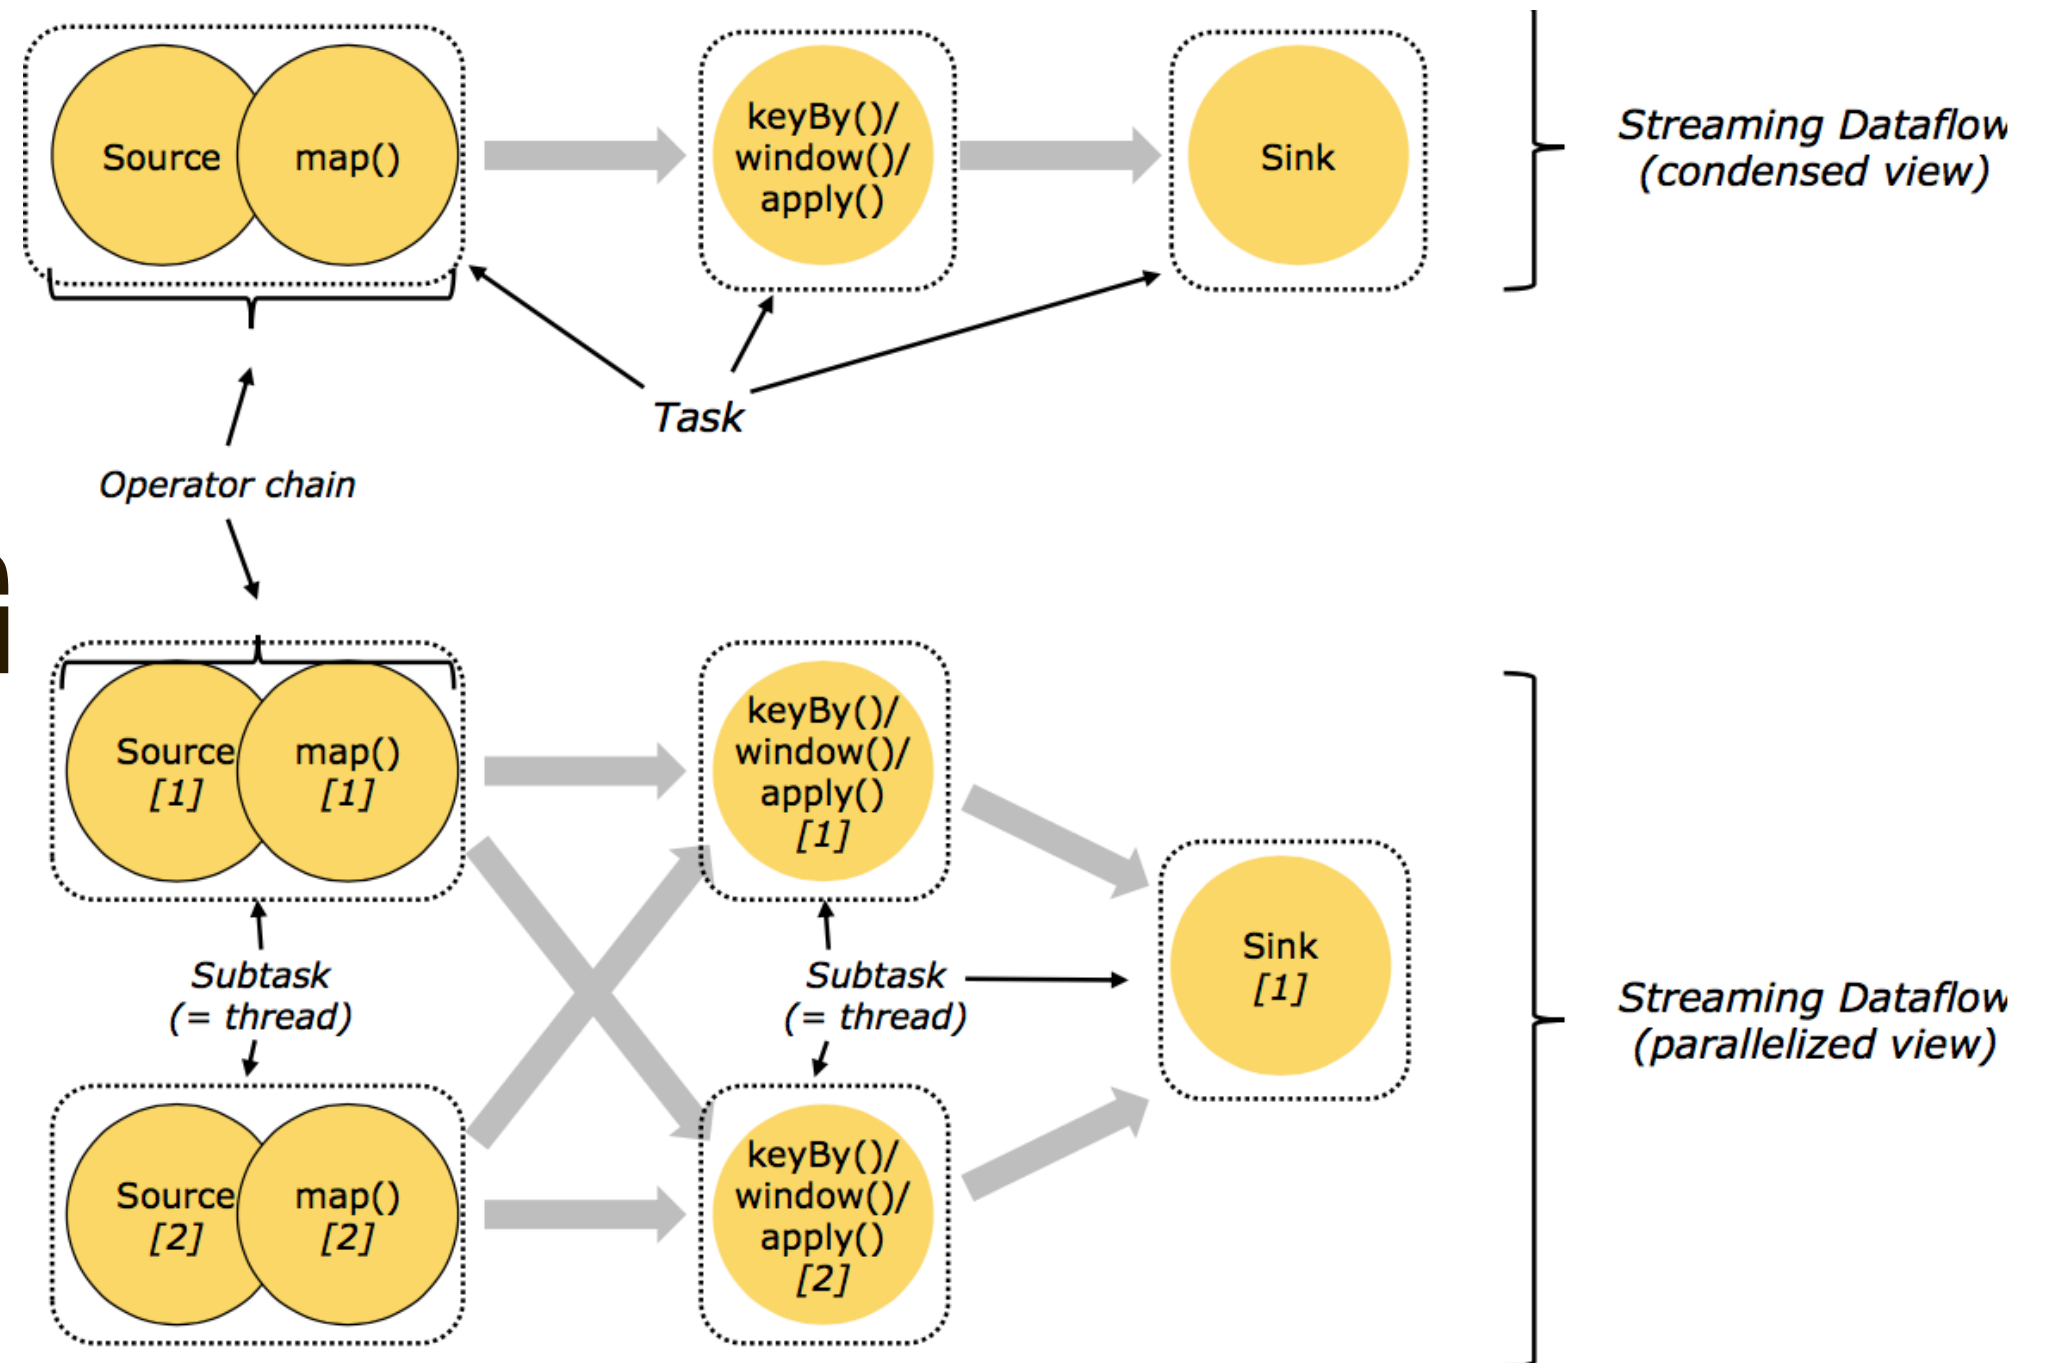 Source
map()
keyBy()/
window()/
apply()
Sink
Streaming Dataflow
(condensed view)
Task
Operator chain
e
Source
[1]
map()
[1]
keyBy()/
window()/
apply()
[1]
Subtask
(= thread)
Subtask
(= thread)
Sink
[1]
Streaming Dataflow
(parallelized view)
Source
[2]
map()
[2]
keyBy()/
window()/
apply()
[2]